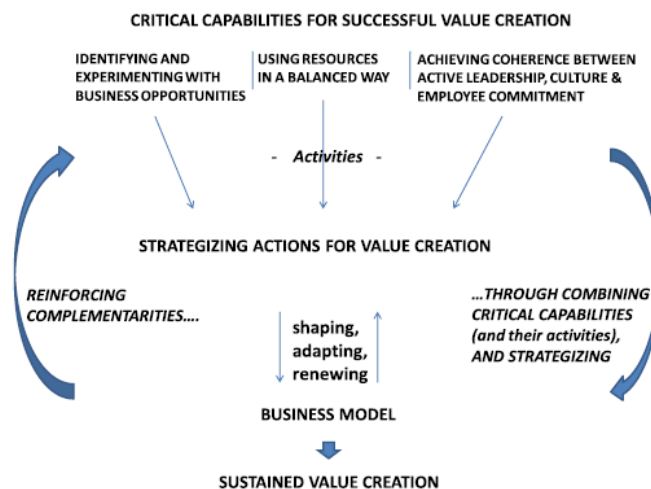 CRITICAL CAPABILITIES FOR SUCCESSFUL VALUE CREATION
IDENTIFYING AND
EXPERIMENTING WITH
BUSINESS OPPORTUNITIES
USING RESOURCES
IN A BALANCED WAY
ACHIEVING COHERENCE BETWEEN
ACTIVE LEADERSHIP, CULTURE &
EMPLOYEE COMMITMENT
- Activities -
STRATEGIZING ACTIONS FOR VALUE CREATION
REINFORCING
COMPLEMENTARITIES....
...THROUGH COMBINING
CRITICAL CAPABILITIES
(and their activities),
AND STRATEGIZING
shaping,
adapting,
renewing
BUSINESS MODEL
SUSTAINED VALUE CREATION